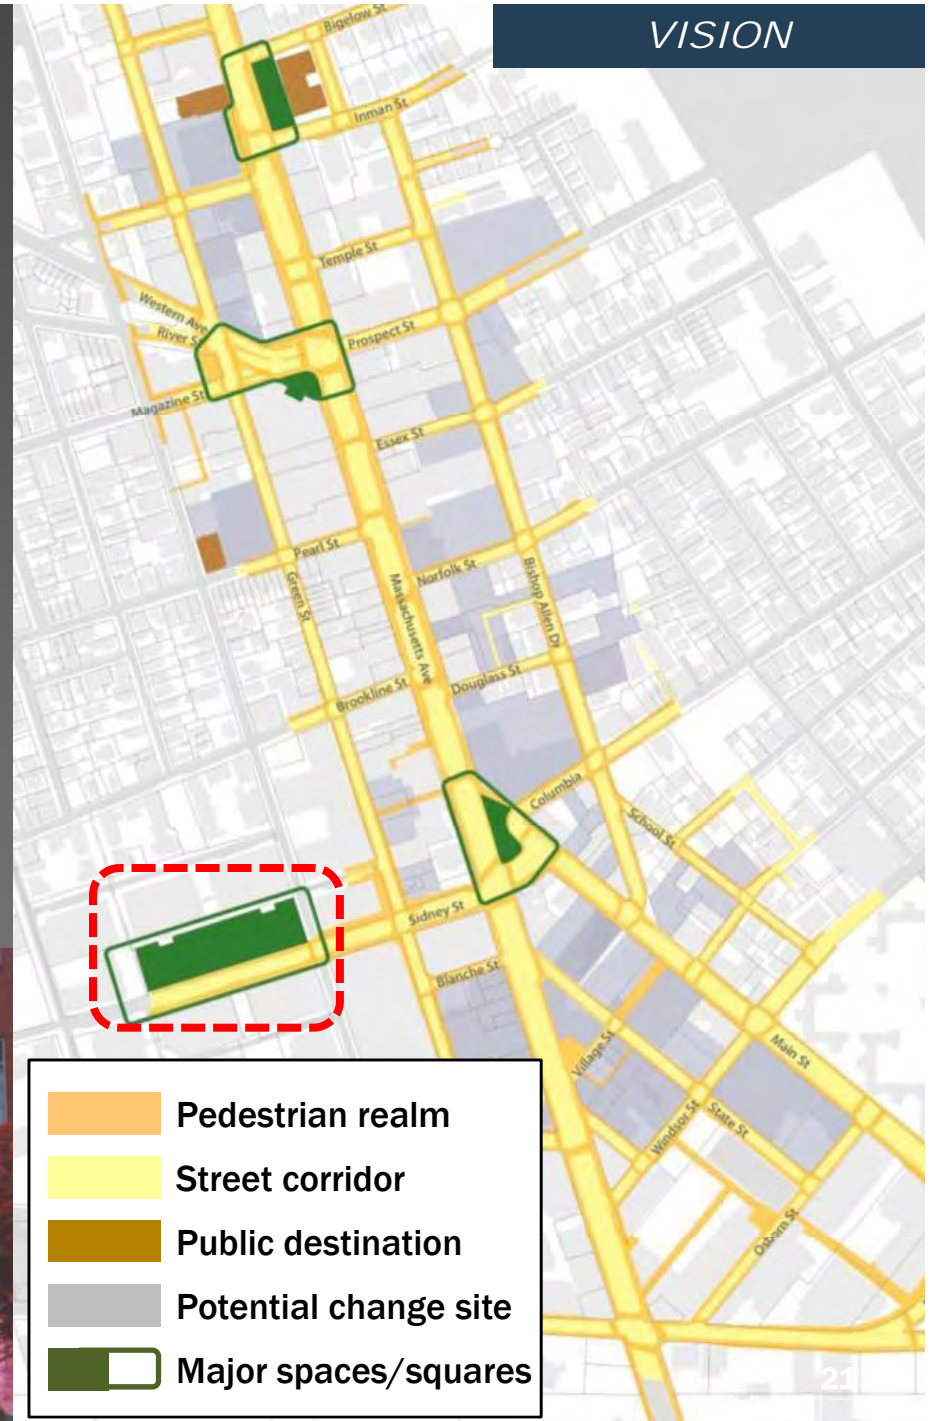 VISION
Bigelow St
Inman St
Temple St
Western Ave
River St
Prospect St
Magazine St
Essex St
Pearl St
Green St
Massachusetts Ave
Norfolk St
Bishop Allen Dr
Brookline St
Douglass St
Columbia
School St
Sidney St
Blanche St
Village St
Main St
Windsor St
State St
Osborn St
Pedestrian realm
Street corridor
Public destination
Potential change site
Major spaces/squares
21